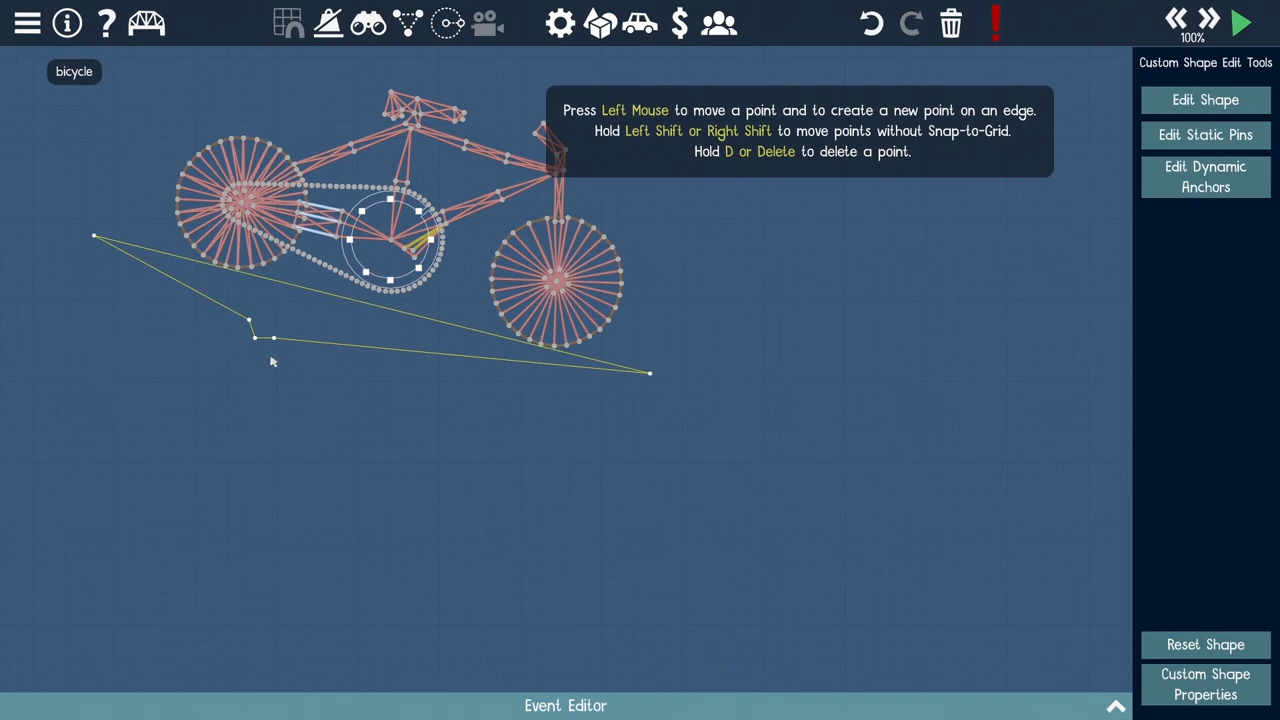 100%
bicycle
Press Left Mouse to move a point and to create a new point on an edge.
Hold Left Shift or Right Shift to move points without Snap-to-Grid.
Hold D or Delete to delete a point.
Custom Shape Edit Tools
Edit Shape
Edit Static Pins
Edit Dynamic
Anchors
Reset Shape
Custom Shape
Properties
Event Editor